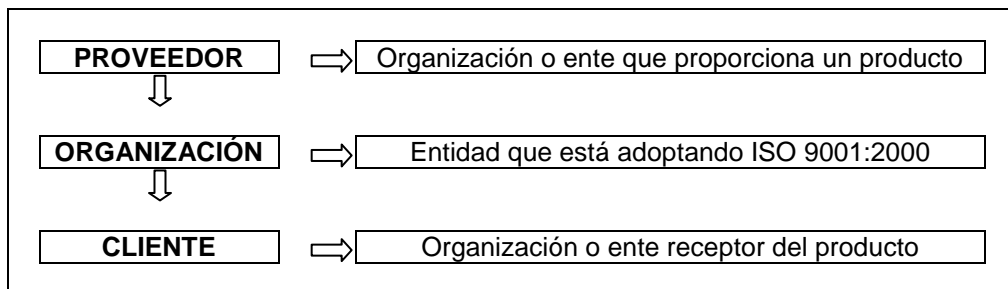 PROVEEDOR
Organización o ente que proporciona un producto
ORGANIZACIÓN
Entidad que está adoptando ISO 9001:2000
CLIENTE
Organización o ente receptor del producto